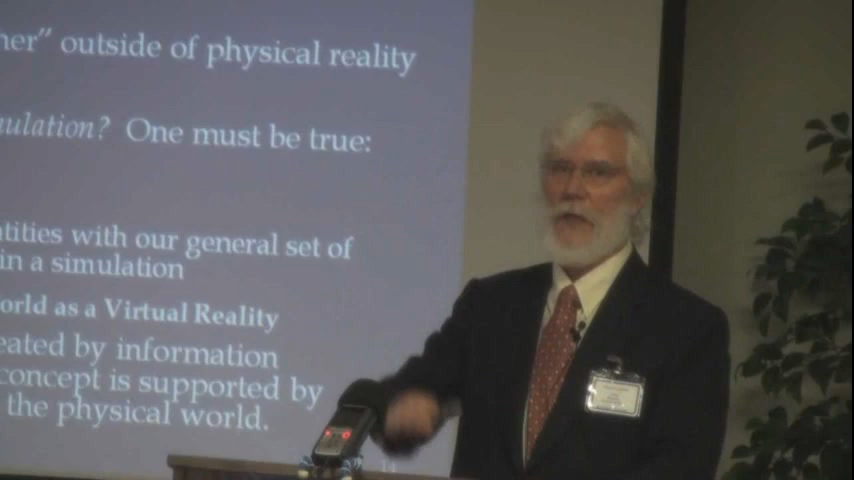 her” outside of physical reality
ulation? One must be true:
tities with our general set of
in a simulation
orld as a Virtual Reality
eated by information
concept is supported by
the physical world.